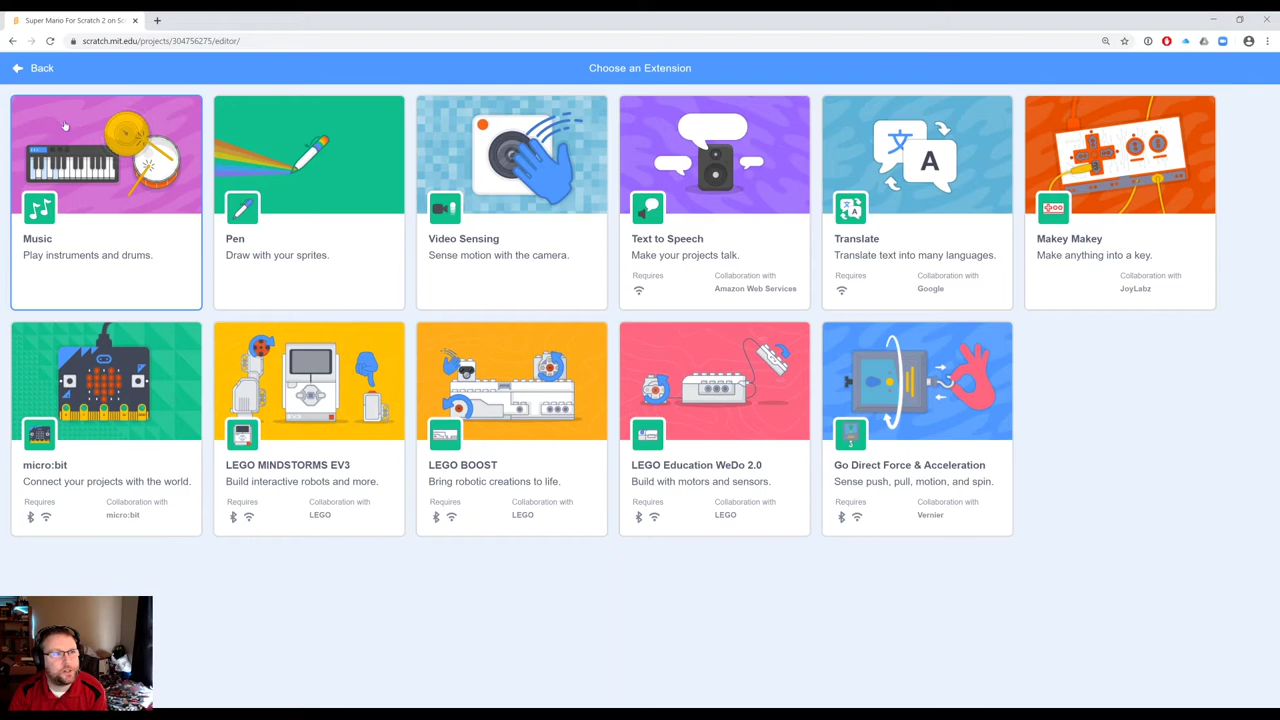 Super Mario For Scratch 2 on Sc
scratch.mit.edu/projects/304756275/editor/
Back
Choose an Extension
Music
Play instruments and drums.
Pen
Draw with your sprites.
Video Sensing
Sense motion with the camera.
Text to Speech
Make your projects talk.
Requires
Collaboration with
Amazon Web Services
文
A
Translate
Translate text into many languages.
Requires
Collaboration with
Google
Makey Makey
Make anything into a key.
Collaboration with
JoyLabz
micro:bit
Connect your projects with the world.
Requires
Collaboration with
micro:bit
LEGO MINDSTORMS EV3
Build interactive robots and more.
Requires
Collaboration with
LEGO
LEGO BOOST
Bring robotic creations to life.
Requires
Collaboration with
LEGO
LEGO Education WeDo 2.0
Build with motors and sensors.
Requires
Collaboration with
LEGO
Go Direct Force & Acceleration
Sense push, pull, motion, and spin.
Requires
Collaboration with
Vernier